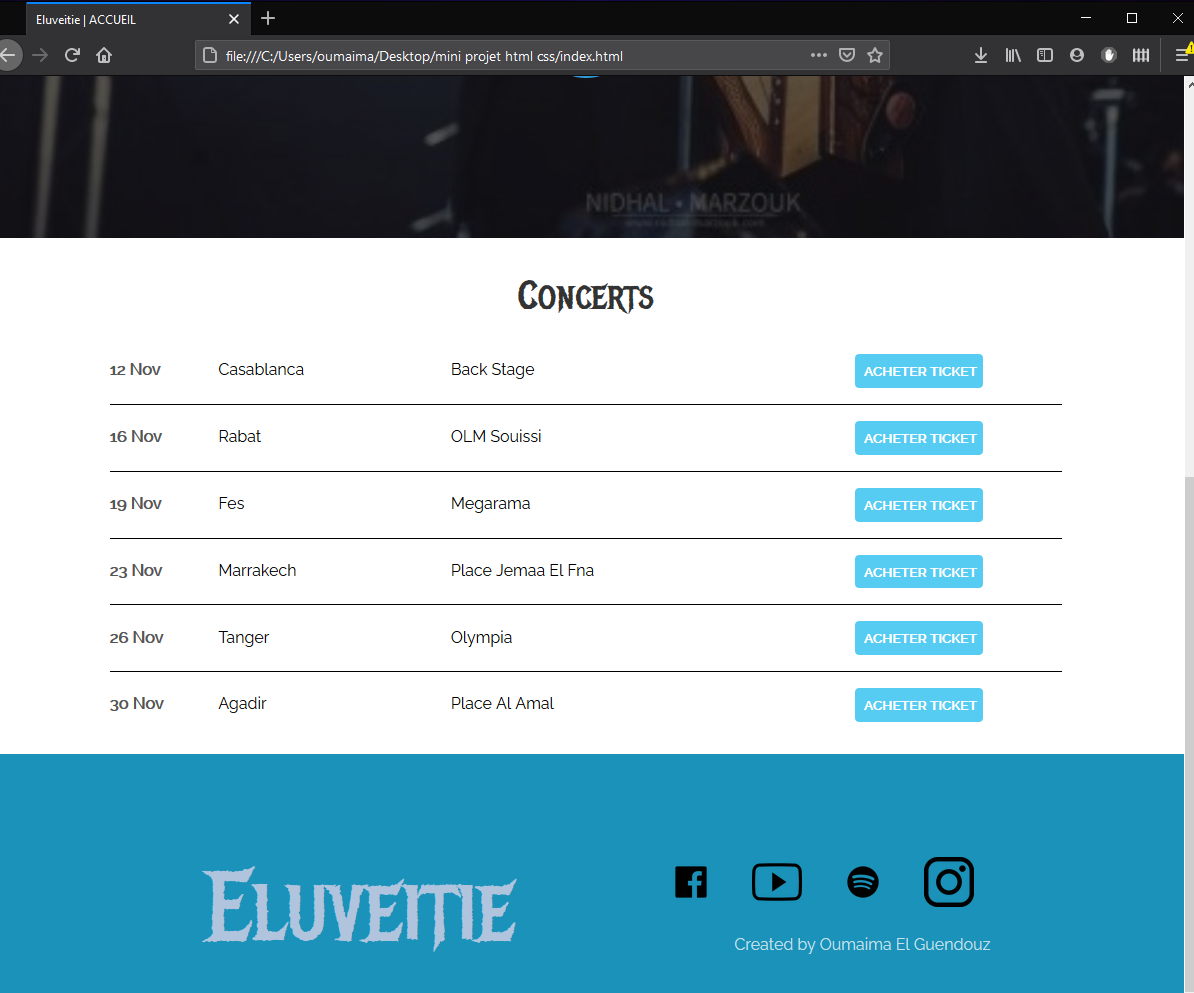 Eluveitie | ACCUEIL
file:///C:/Users/oumaima/Desktop/mini projet html css/index.html
NIDHAL • MARZOUK
Concerts
12 Nov Casablanca Back Stage ACHETER TICKET
16 Nov Rabat OLM Souissi ACHETER TICKET
19 Nov Fes Megarama ACHETER TICKET
23 Nov Marrakech Place Jemaa El Fna ACHETER TICKET
26 Nov Tanger Olympia ACHETER TICKET
30 Nov Agadir Place Al Amal ACHETER TICKET
Eluveitie
Created by Oumaima El Guendouz